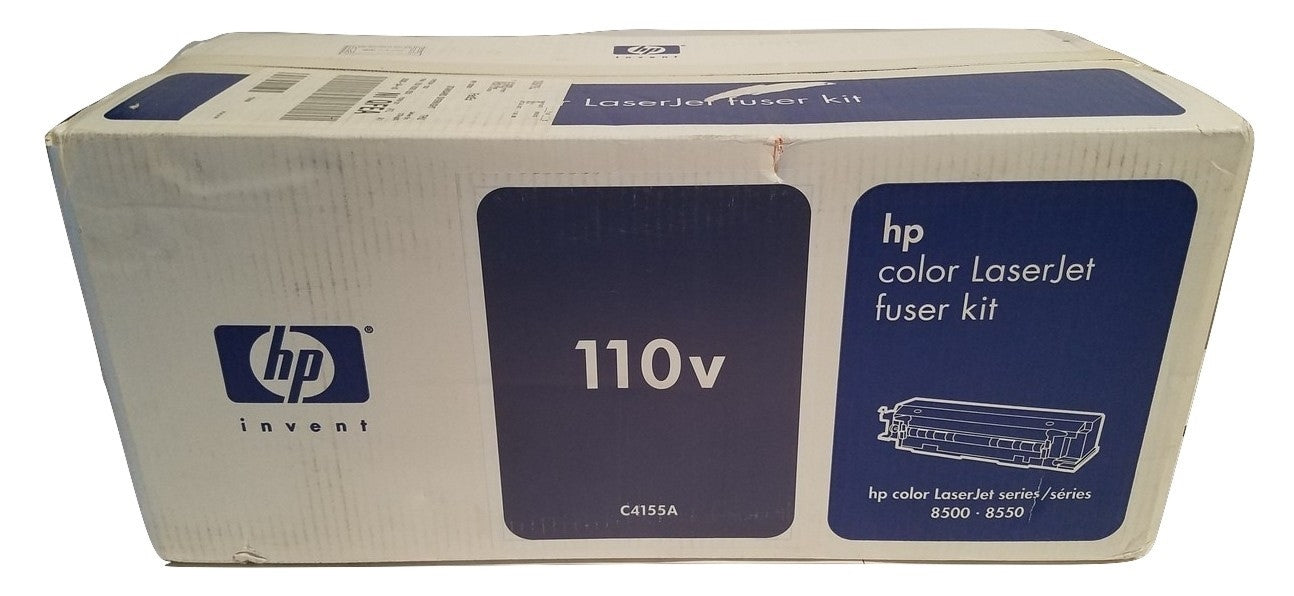 hp
invent
LaserJet fuser kit
hp
color LaserJet
fuser kit
110v
hp ®
invent
hp color LaserJet series/séries
8500 · 8550
C4155A